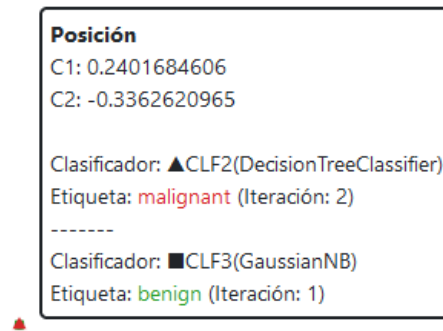 Posición
C1: 0.2401684606
C2: -0.3362620965
Clasificador: ▲CLF2(DecisionTreeClassifier)
Etiqueta: malignant (Iteración: 2)
-------
Clasificador: ■CLF3(GaussianNB)
Etiqueta: benign (Iteración: 1)